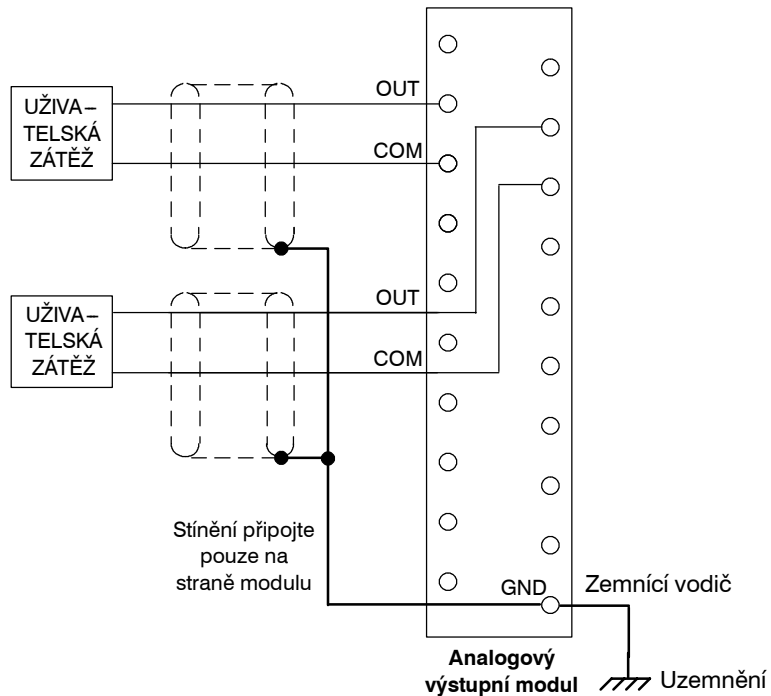 OUT
UŽIVA–
TELSKÁ
ZÁTĚŽ
COM
OUT
UŽIVA–
TELSKÁ
ZÁTĚŽ
COM
Stínění připojte
pouze na
straně modulu
GND
Zemnící vodič
Analogový
výstupní modul
Uzemnění